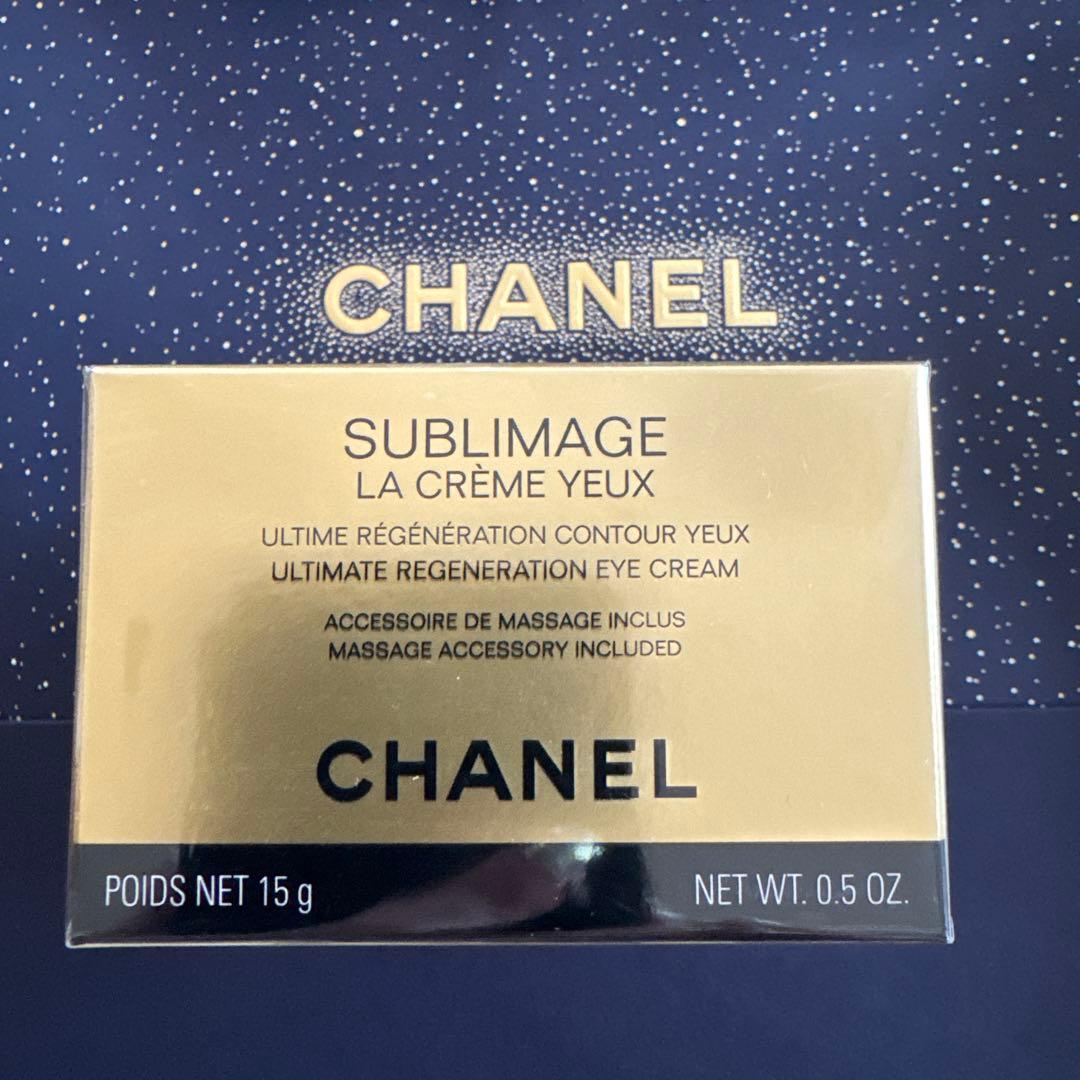 CHANEL
SUBLIMAGE
LA CRÈME YEUX
ULTIME RÉGÉNÉRATION CONTOUR YEUX
ULTIMATE REGENERATION EYE CREAM
ACCESSOIRE DE MASSAGE INCLUS
MASSAGE ACCESSORY INCLUDED
CHANEL
POIDS NET 15 g NET WT. 0.5 OZ.